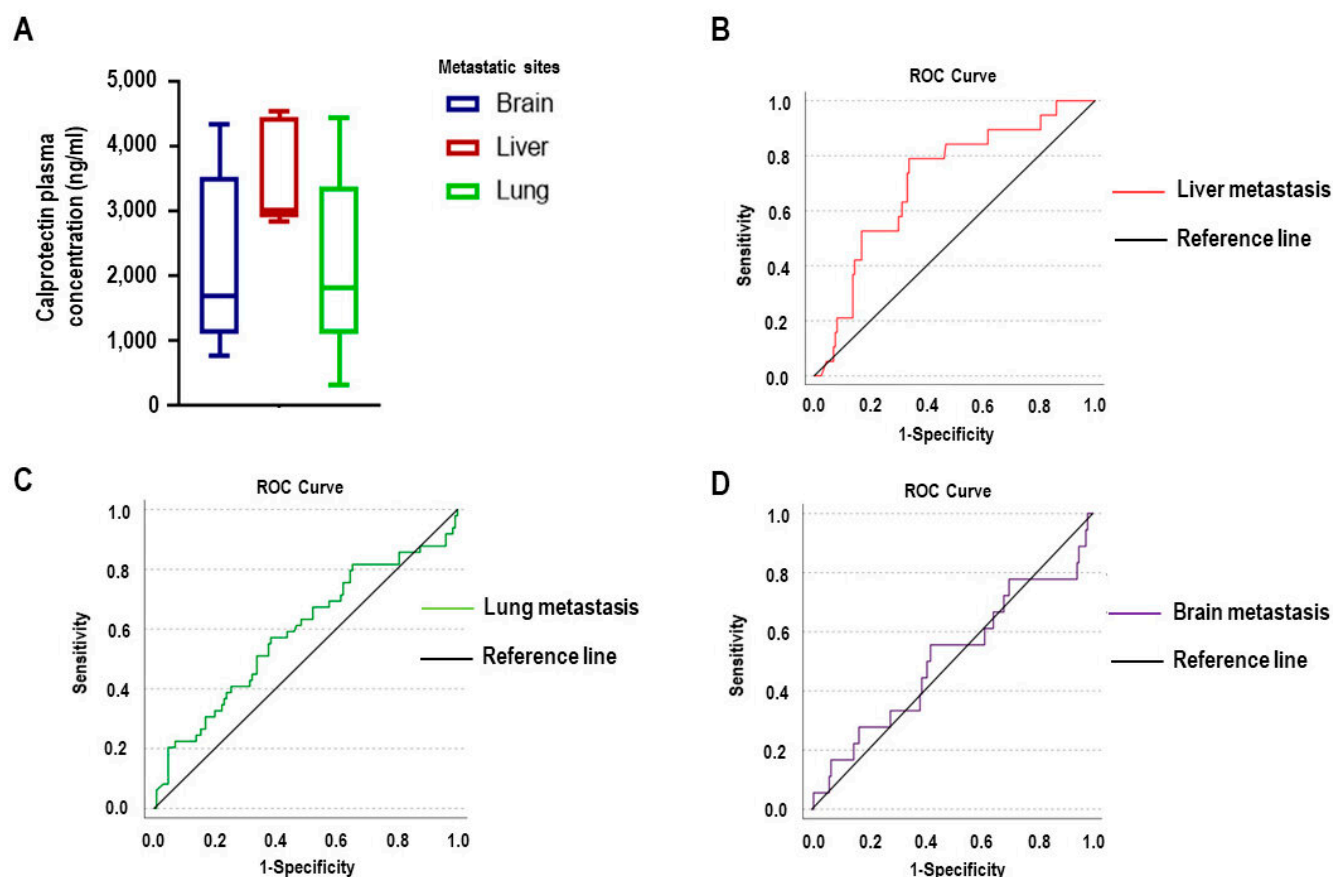 A
Calprotectin plasma
concentration (ng/ml)
5,000
4,000
3,000
2,000
1,000
0
Metastatic sites
Brain
Liver
Lung
B
ROC Curve
Sensitivity
1.0
0.8
0.6
0.4
0.2
0.0
0.0 0.2 0.4 0.6 0.8 1.0
1-Specificity
Liver metastasis
Reference line
C
ROC Curve
Sensitivity
1.0
0.8
0.6
0.4
0.2
0.0
0.0 0.2 0.4 0.6 0.8 1.0
1-Specificity
Lung metastasis
Reference line
D
ROC Curve
Sensitivity
1.0
0.8
0.6
0.4
0.2
0.0
0.0 0.2 0.4 0.6 0.8 1.0
1-Specificity
Brain metastasis
Reference line